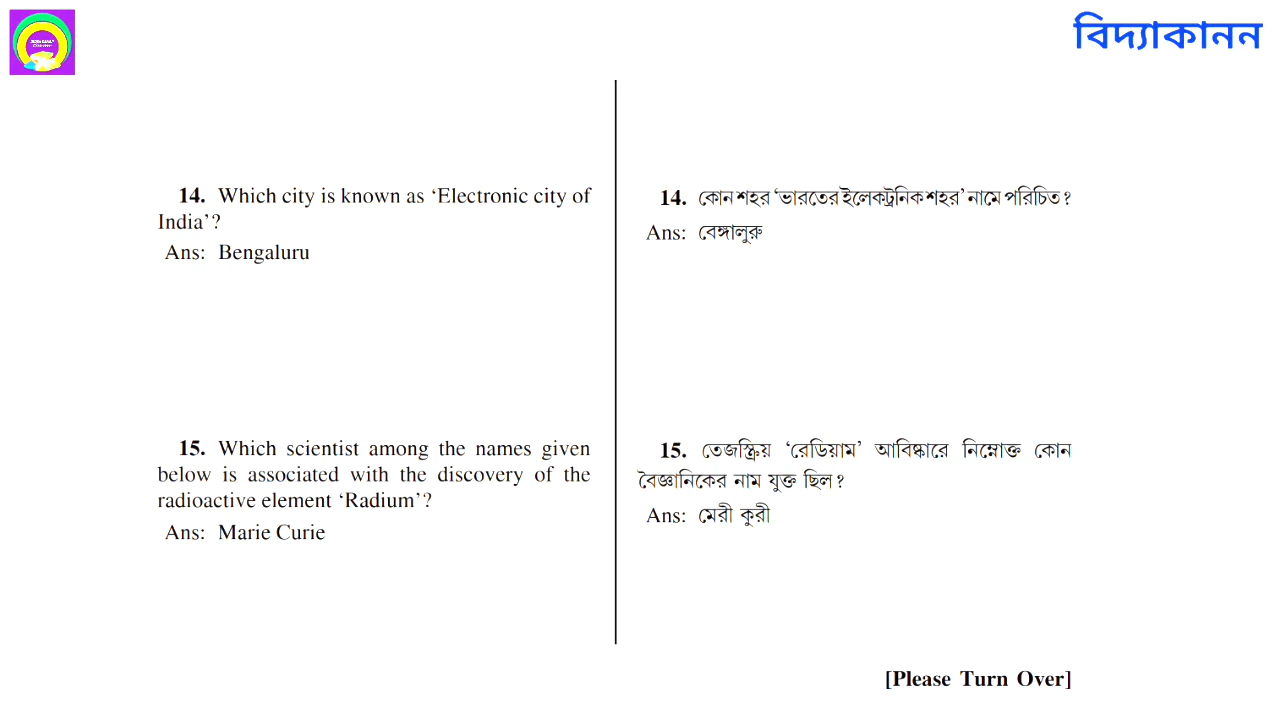 বিদ্যাকানন
14. Which city is known as ‘Electronic city of
India’?
Ans: Bengaluru
15. Which scientist among the names given
below is associated with the discovery of the
radioactive element ‘Radium’?
Ans: Marie Curie
14. কোন শহর ‘ভারতের ইলেকট্রনিক শহর’ নামে পরিচিত?
Ans: বেঙ্গালুরু
15. তেজস্ক্রিয় ‘রেডিয়াম’ আবিষ্কারে নিম্নোক্ত কোন
বৈজ্ঞানিকের নাম যুক্ত ছিল?
Ans: মেরী কুরী
[Please Turn Over]